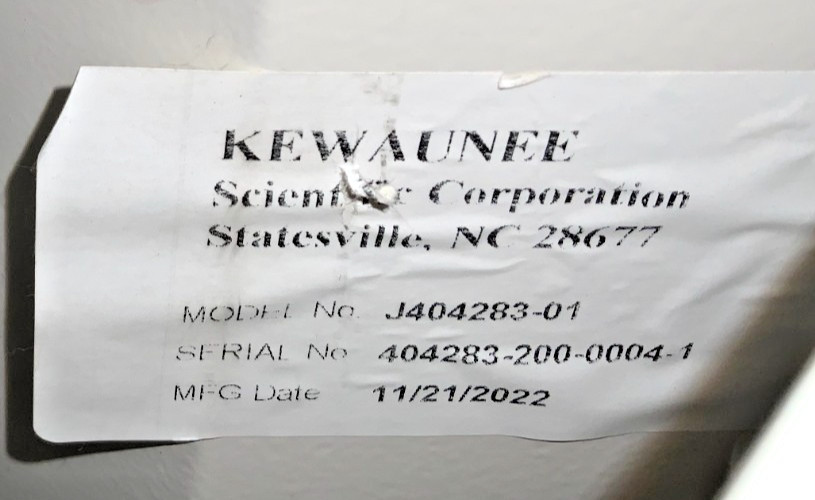 KEWAUNEE
Scientific Corporation
Statesville, NC 28677
MODEL No. J404283-01
SERIAL No 404283-200-0004-1
MFG Date 11/21/2022